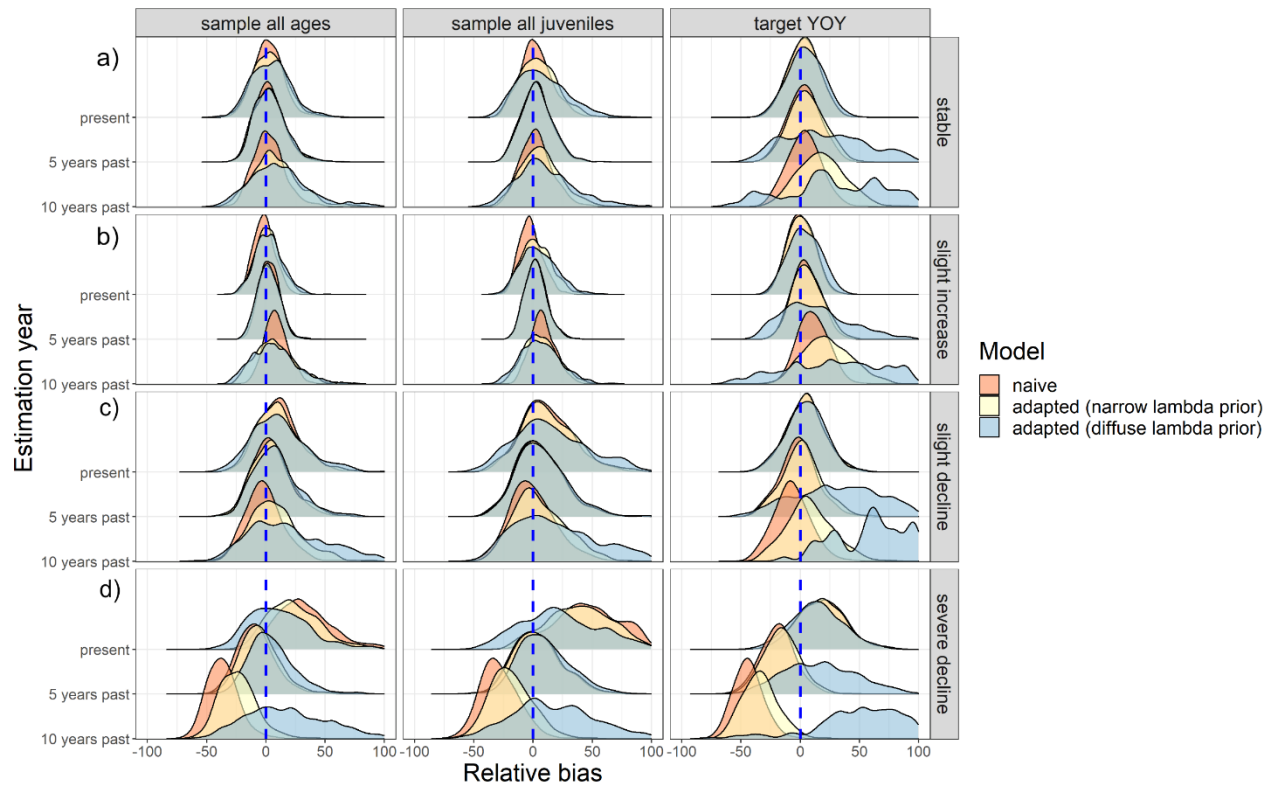 sample all ages
sample all juveniles
target YOY
a)
present
5 years past
10 years past
stable
b)
present
5 years past
10 years past
slight increase
c)
present
5 years past
10 years past
slight decline
d)
present
5 years past
10 years past
severe decline
Estimation year
-100 -50 0 50 100
-100 -50 0 50 100
-100 -50 0 50 100
Relative bias
Model
naive
adapted (narrow lambda prior)
adapted (diffuse lambda prior)